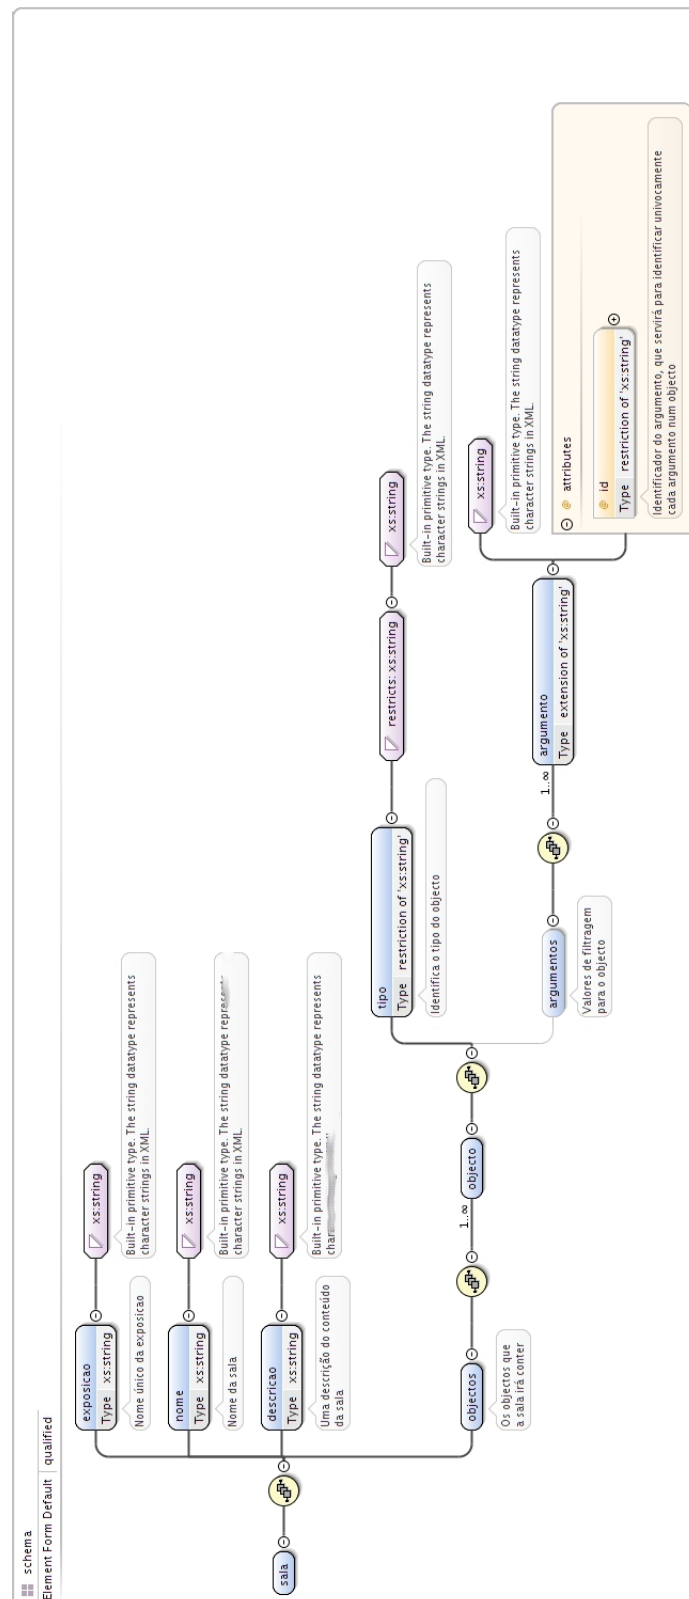 schema
Element Form Default qualified
sala
exposicao
Type xs:string
Nome único da exposicao
xs:string
Built-in primitive type. The string datatype represents
character strings in XML.
nome
Type xs:string
Nome da sala
xs:string
Built-in primitive type. The string datatype
character strings in XML.
descricao
Type xs:string
Uma descrição do conteúdo
da sala
xs:string
Built-in primitive type. The string datatype represents
objectos
Os objectos que
a sala irá conter
1..∞
objecto
tipo
Type restriction of 'xs:string'
Identifica o tipo do objecto
restricts: xs:string
xs:string
Built-in primitive type. The string datatype represents
character strings in XML.
argumentos
Valores de filtragem
para o objecto
1..∞
argumento
Type extension of 'xs:string'
xs:string
Built-in primitive type. The string datatype represents
character strings in XML.
@ attributes
@ id
Type restriction of 'xs:string'
Identificador do argumento, que servirá para identificar univocamente
cada argumento num objecto